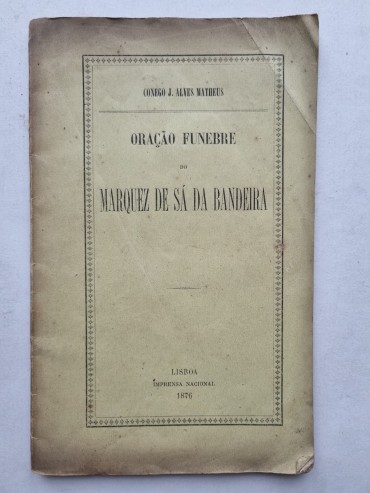 CONEGO J. ALVES MATHEUS
ORAÇÃO FUNEBRE
DO
MARQUEZ DE SÁ DA BANDEIRA
LISBOA
IMPRENSA NACIONAL
1876